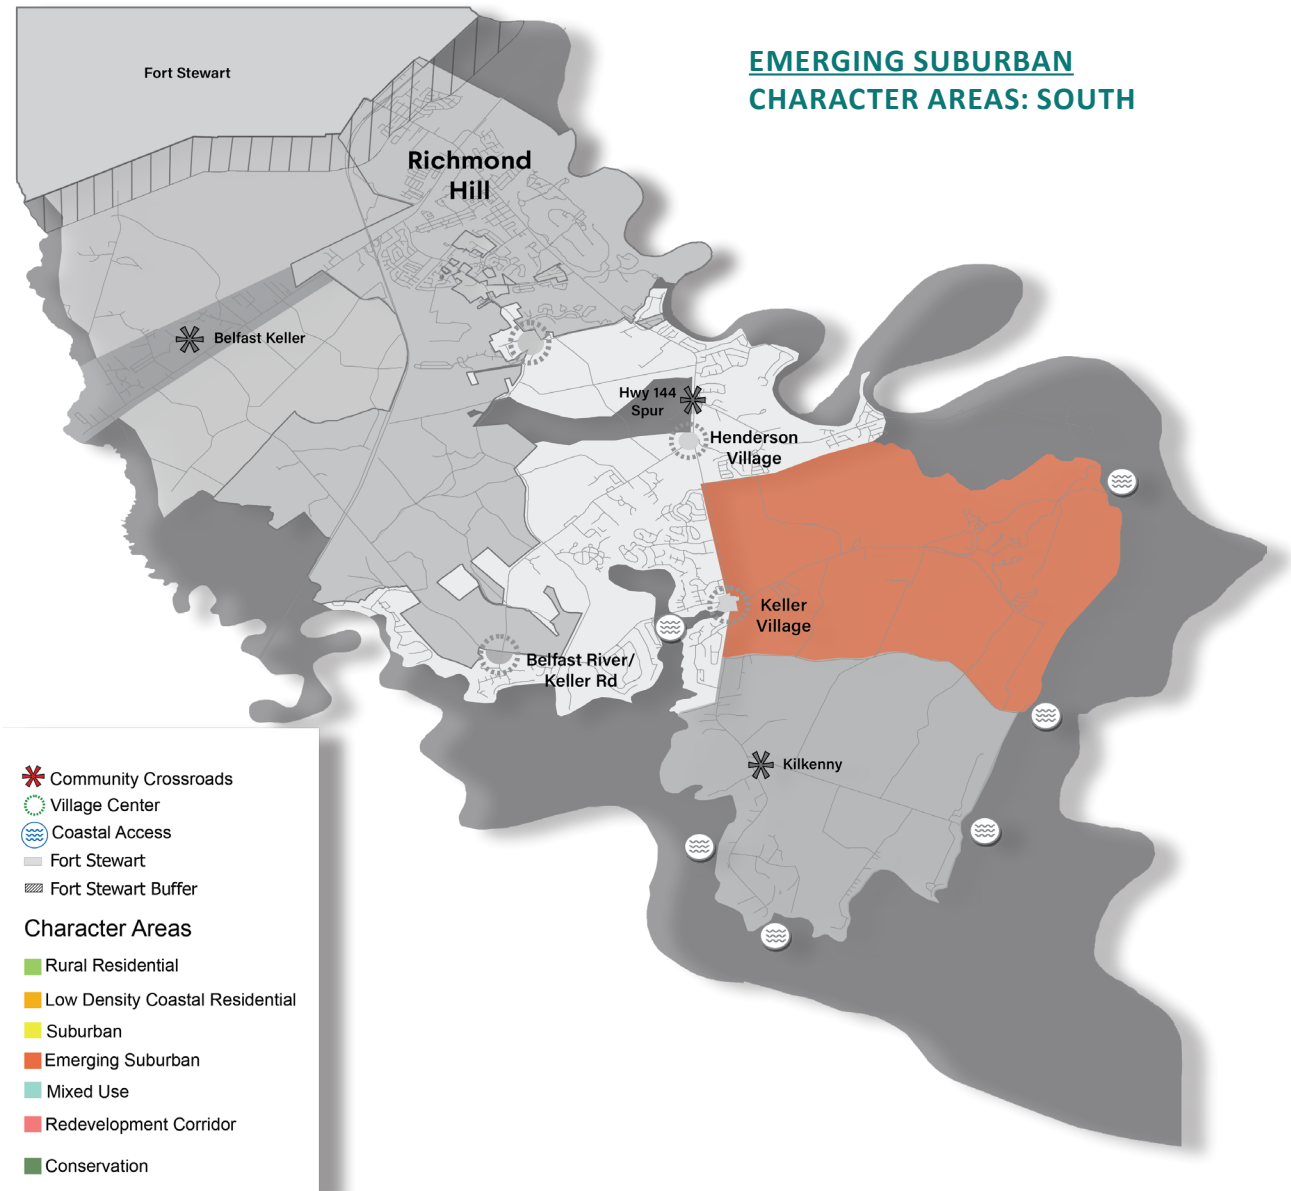 EMERGING SUBURBAN
CHARACTER AREAS: SOUTH
Fort Stewart
Richmond
Hill
Belfast Keller
Hwy 144
Spur
Henderson
Village
Keller
Village
Belfast River/
Keller Rd
Kilkenny
Community Crossroads
Village Center
Coastal Access
Fort Stewart
Fort Stewart Buffer
Character Areas
Rural Residential
Low Density Coastal Residential
Suburban
Emerging Suburban
Mixed Use
Redevelopment Corridor
Conservation